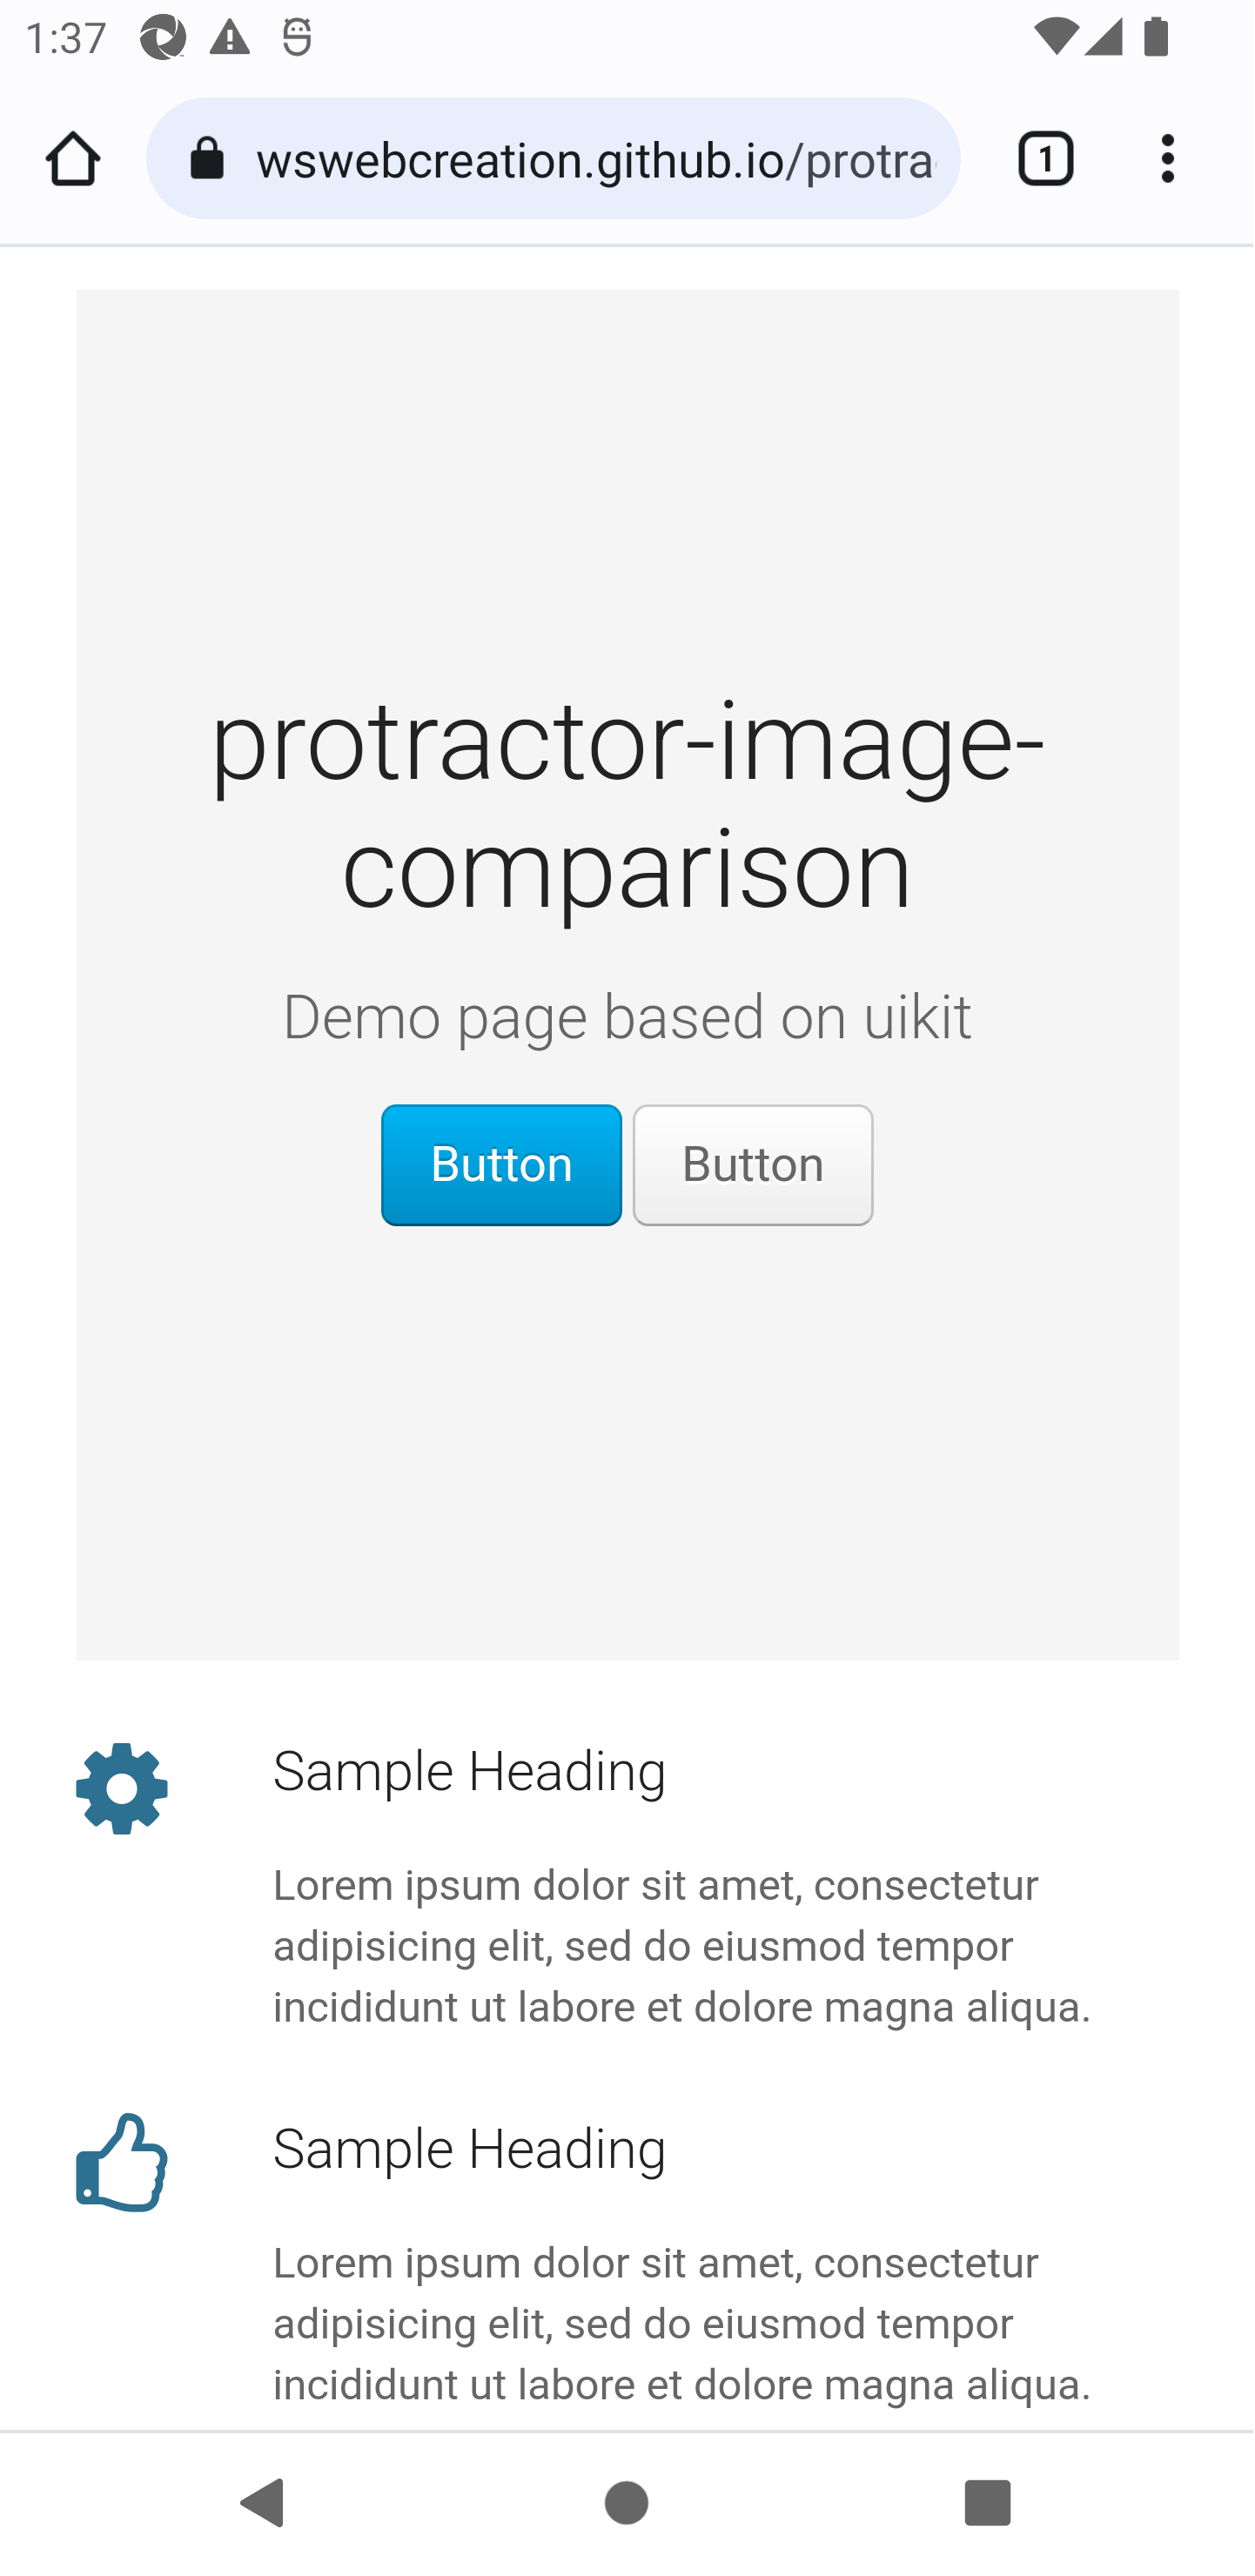 1:37
wswebcreation.github.io/protra
1
protractor-image-
comparison
Demo page based on uikit
Button Button
Sample Heading
Lorem ipsum dolor sit amet, consectetur
adipisicing elit, sed do eiusmod tempor
incididunt ut labore et dolore magna aliqua.
Sample Heading
Lorem ipsum dolor sit amet, consectetur
adipisicing elit, sed do eiusmod tempor
incididunt ut labore et dolore magna aliqua.